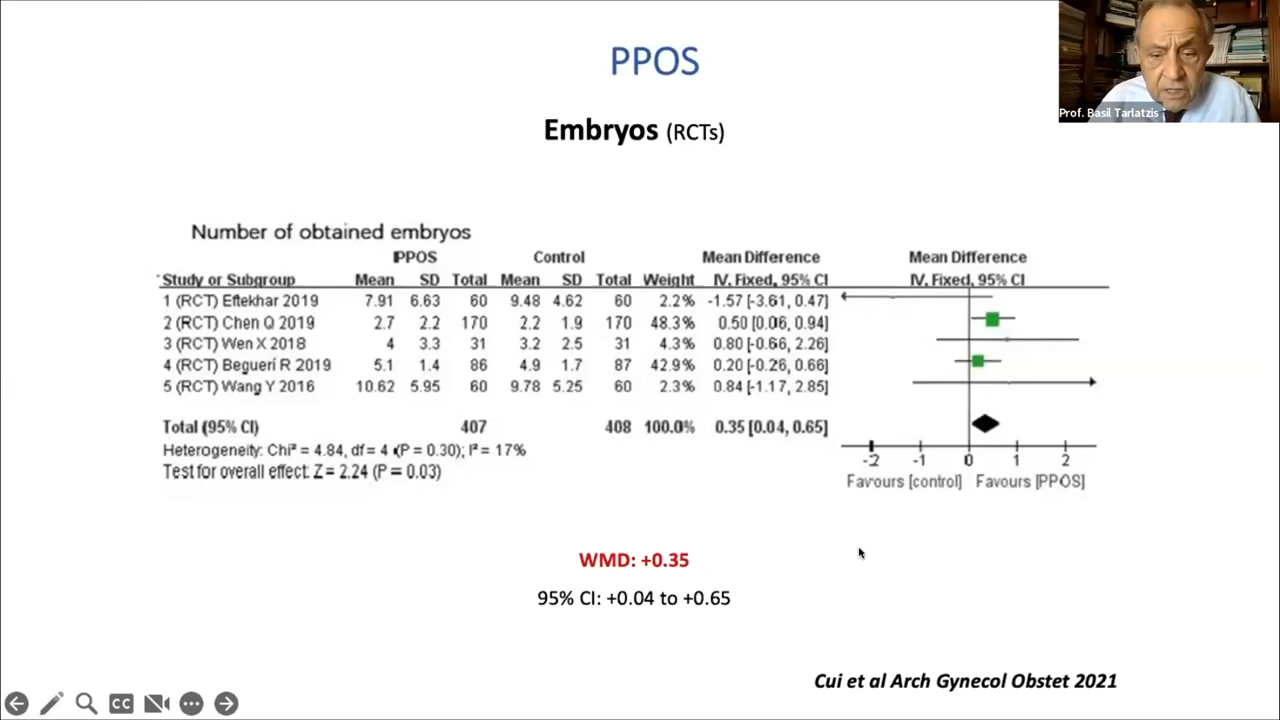 PPOS
Prof. Basil Tarlatzis
Embryos (RCTs)
Number of obtained embryos
PPOS Control Mean Difference Mean Difference
Study or Subgroup Mean SD Total Mean SD Total Weight IV, Fixed, 95% CI IV, Fixed, 95% CI
1 (RCT) Eftekhar 2019 7.91 6.63 60 9.48 4.62 60 2.2% -1.57 [-3.61, 0.47]
2 (RCT) Chen Q 2019 2.7 2.2 170 2.2 1.9 170 48.3% 0.50 [0.06, 0.94]
3 (RCT) Wen X 2018 4 3.3 31 3.2 2.5 31 4.3% 0.80 [-0.66, 2.26]
4 (RCT) Beguerí R 2019 5.1 1.4 86 4.9 1.7 87 42.9% 0.20 [-0.26, 0.66]
5 (RCT) Wang Y 2016 10.62 5.95 60 9.78 5.25 60 2.3% 0.84 [-1.17, 2.85]
Total (95% CI) 407 408 100.0% 0.35 [0.04, 0.65]
Heterogeneity: Chi² = 4.84, df = 4 (P = 0.30); I² = 17%
Test for overall effect: Z = 2.24 (P = 0.03)
-2 -1 0 1 2
Favours [control] Favours [PPOS]
WMD: +0.35
95% CI: +0.04 to +0.65
Cui et al Arch Gynecol Obstet 2021
CC